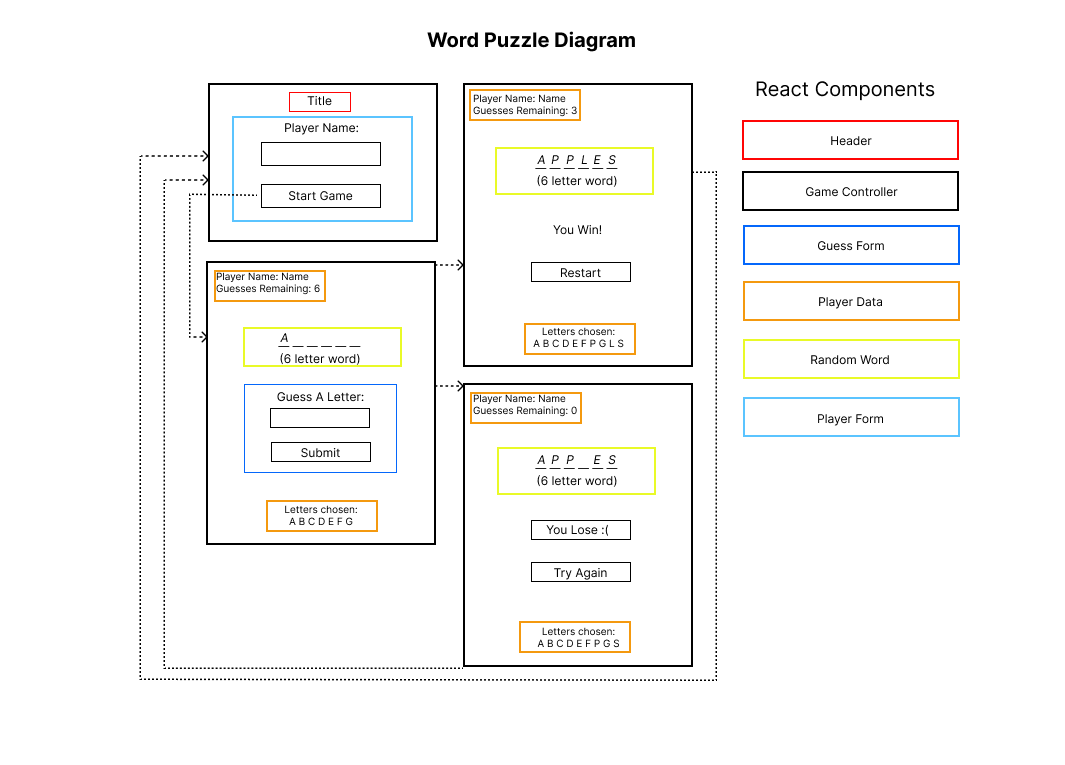 Word Puzzle Diagram
Title
Player Name:
Start Game
Player Name: Name
Guesses Remaining: 6
A _ _ _ _ _
(6 letter word)
Guess A Letter:
Submit
Letters chosen:
A B C D E F G
Player Name: Name
Guesses Remaining: 3
A P P L E S
(6 letter word)
You Win!
Restart
Letters chosen:
A B C D E F P G L S
Player Name: Name
Guesses Remaining: 0
A P P _ E S
(6 letter word)
You Lose :(
Try Again
Letters chosen:
A B C D E F P G S
React Components
Header
Game Controller
Guess Form
Player Data
Random Word
Player Form